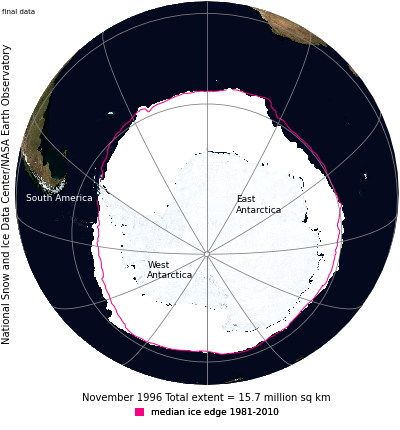 final data
National Snow and Ice Data Center/NASA Earth Observatory
South America
East
Antarctica
West
Antarctica
November 1996 Total extent = 15.7 million sq km
median ice edge 1981-2010